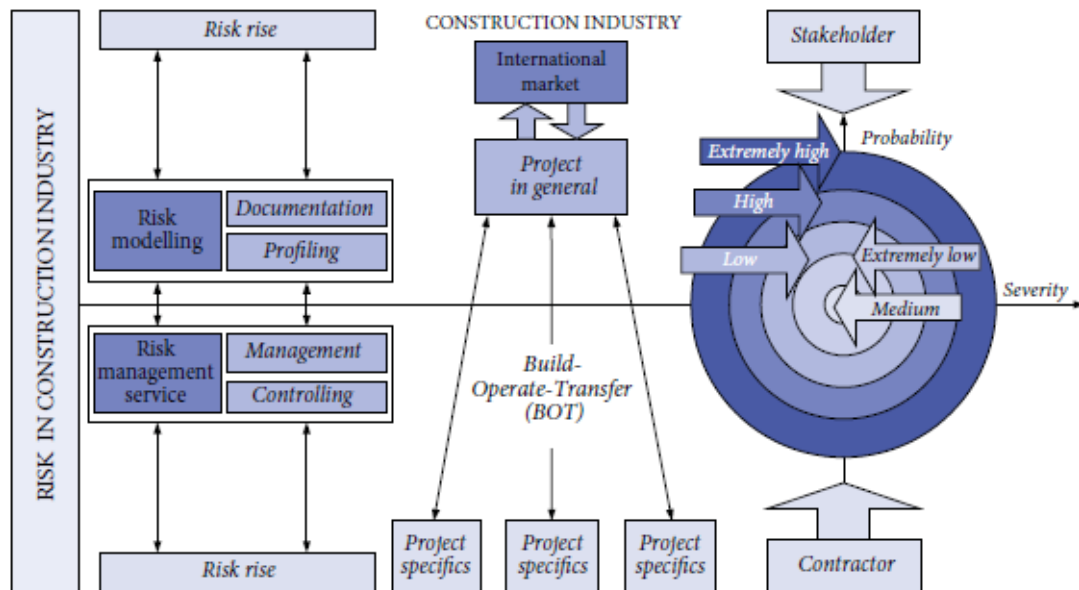 RISK IN CONSTRUCTION INDUSTRY
Risk rise
Risk
modelling
Documentation
Profiling
Risk
management
service
Management
Controlling
Risk rise
CONSTRUCTION INDUSTRY
International
market
Project
in general
Build-
Operate-Transfer
(BOT)
Project
specifics
Project
specifics
Project
specifics
Stakeholder
Probability
Extremely high
High
Low
Extremely low
Medium
Severity
Contractor